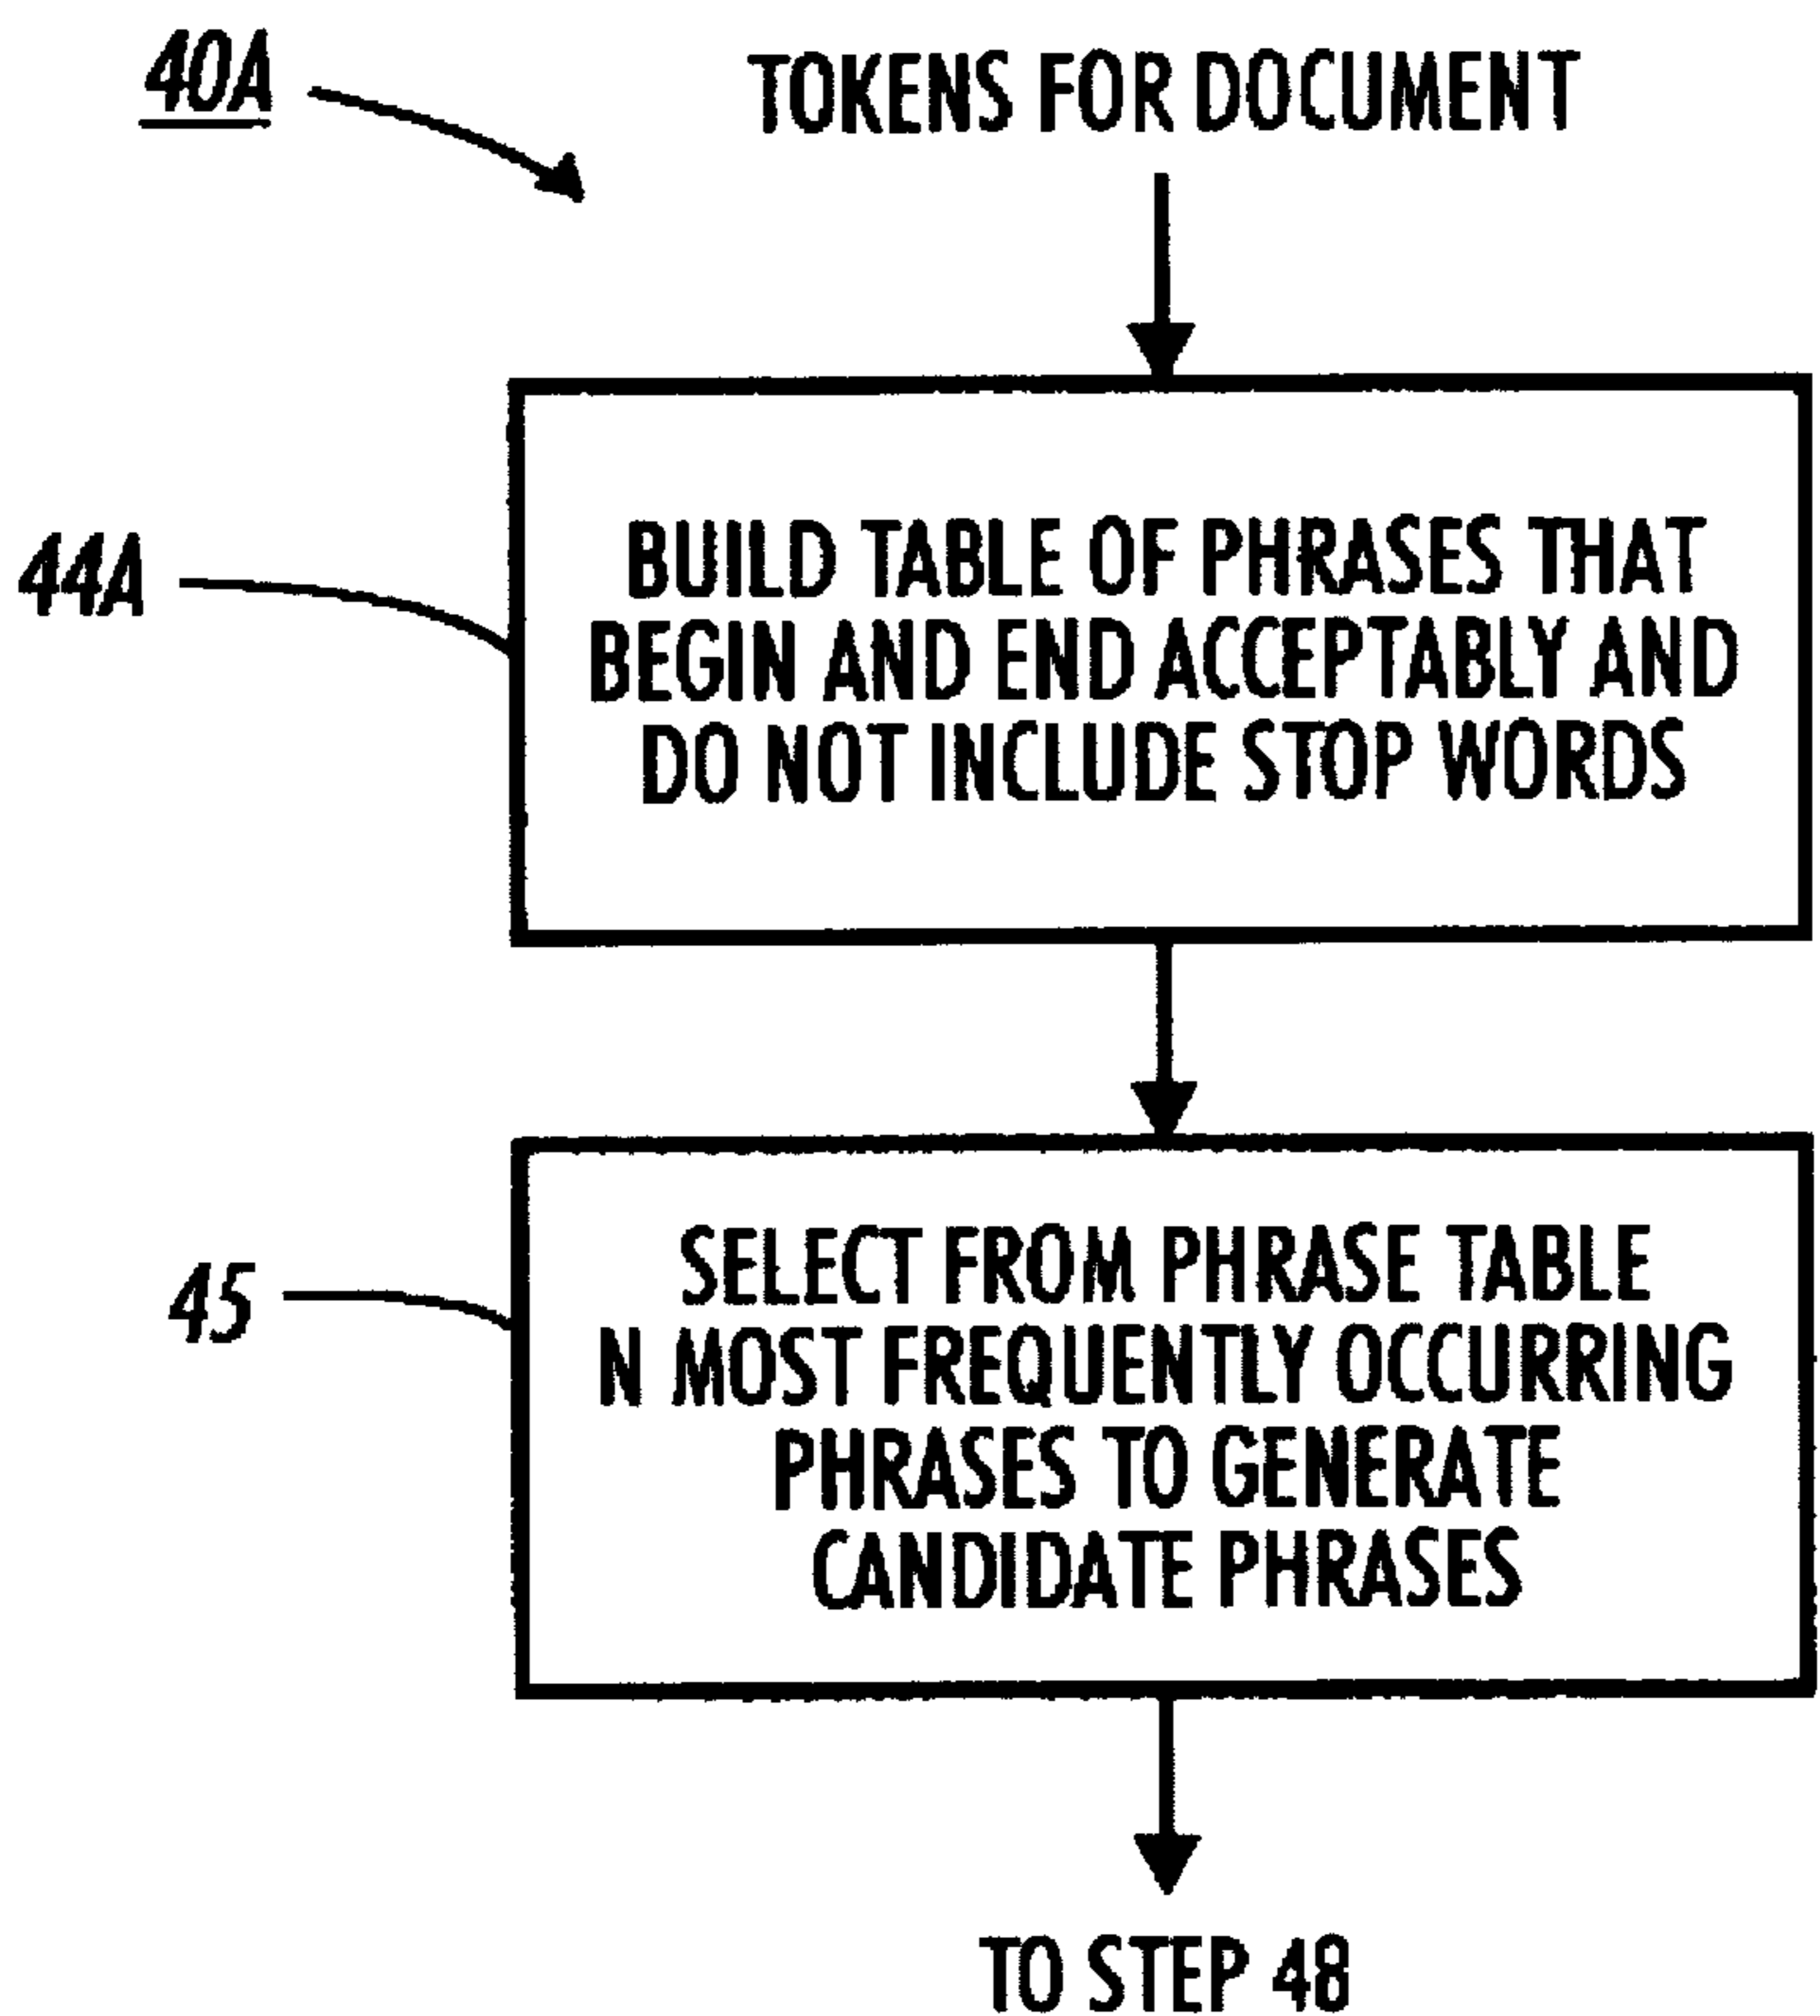 40A
TOKENS FOR DOCUMENT
44A
BUILD TABLE OF PHRASES THAT
BEGIN AND END ACCEPTABLY AND
DO NOT INCLUDE STOP WORDS
45
SELECT FROM PHRASE TABLE
N MOST FREQUENTLY OCCURRING
PHRASES TO GENERATE
CANDIDATE PHRASES
TO STEP 48